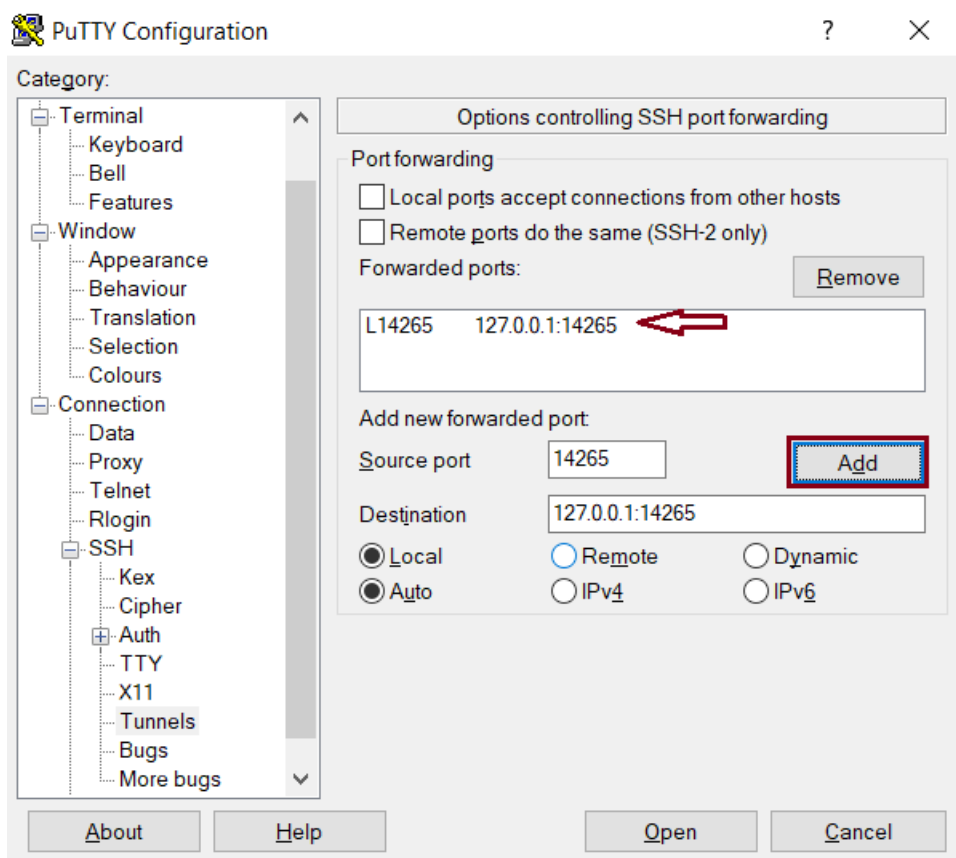 PuTTY Configuration
?
Category:
Terminal
Keyboard
Bell
Features
Window
Appearance
Behaviour
Translation
Selection
Colours
Connection
Data
Proxy
Telnet
Rlogin
SSH
Kex
Cipher
Auth
TTY
X11
Tunnels
Bugs
More bugs
Options controlling SSH port forwarding
Port forwarding
Local ports accept connections from other hosts
Remote ports do the same (SSH-2 only)
Forwarded ports:
Remove
L14265 127.0.0.1:14265
Add new forwarded port:
Source port 14265 Add
Destination 127.0.0.1:14265
Local Remote Dynamic
Auto IPv4 IPv6
About Help Open Cancel